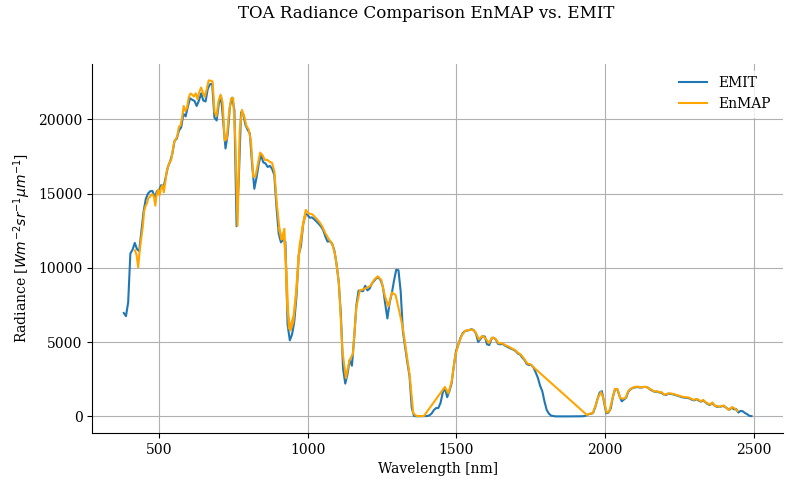 TOA Radiance Comparison EnMAP vs. EMIT
EMIT
EnMAP
Radiance [Wm⁻²sr⁻¹μm⁻¹]
20000
15000
10000
5000
0
500
1000
1500
2000
2500
Wavelength [nm]